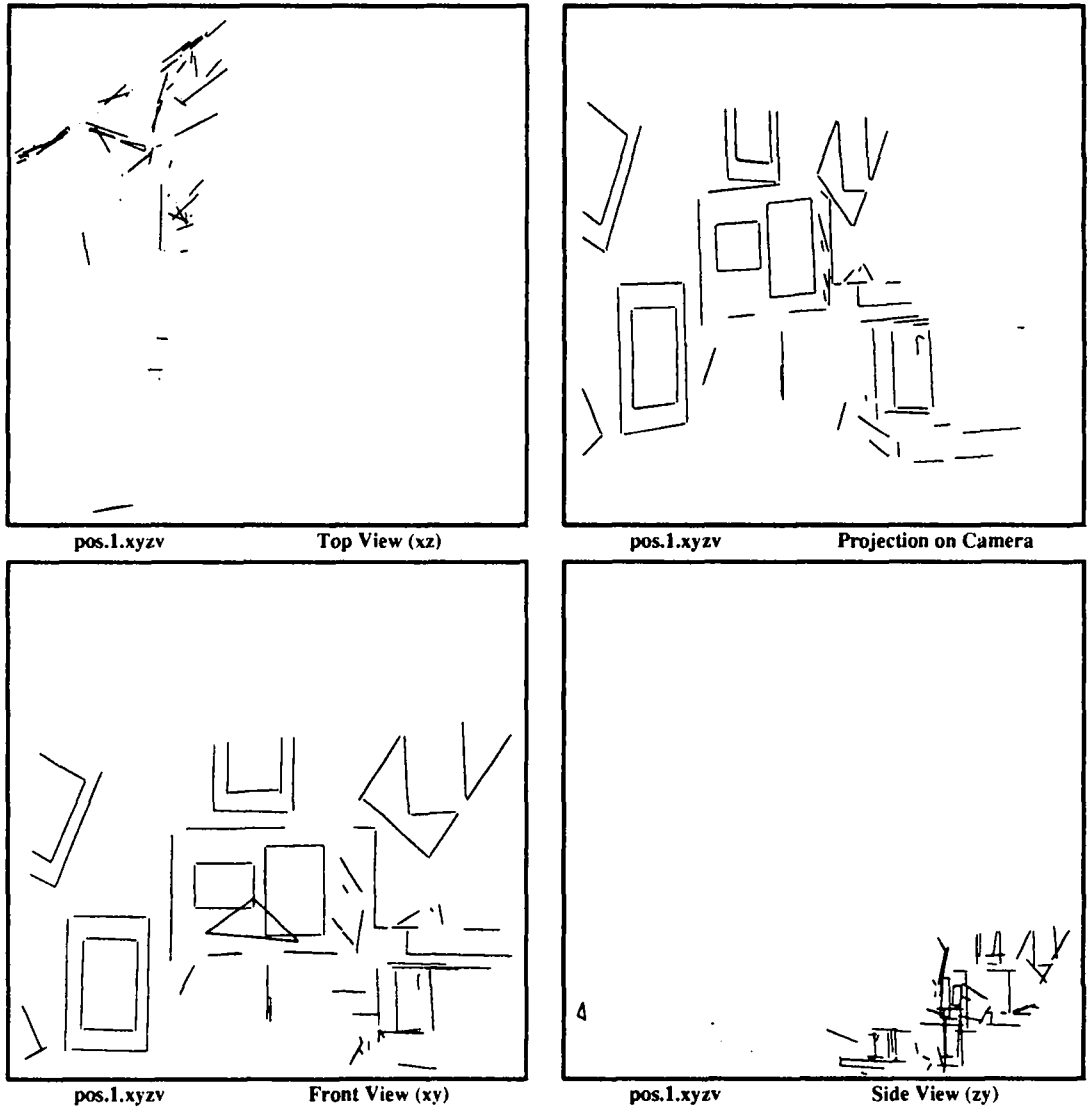 pos.1.xyzv Top View (xz)
pos.1.xyzv Projection on Camera
pos.1.xyzv Front View (xy)
pos.1.xyzv Side View (zy)